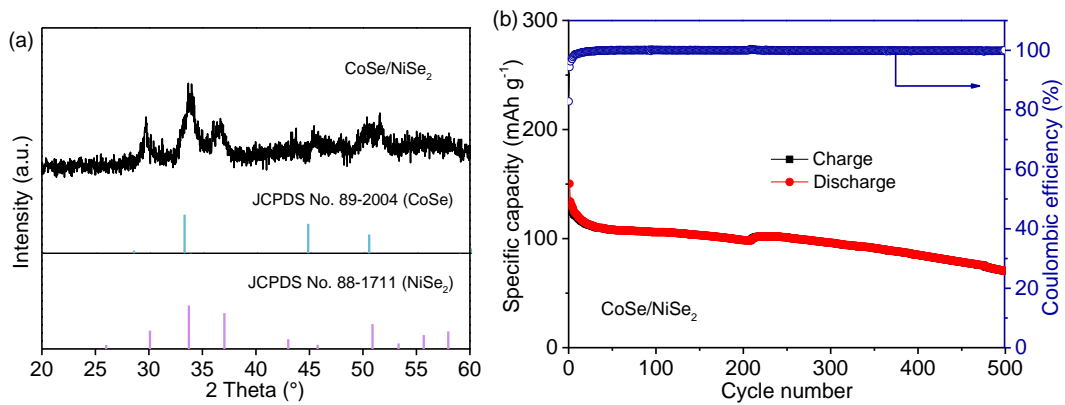 (a)
CoSe/NiSe₂
JCPDS No. 89-2004 (CoSe)
JCPDS No. 88-1711 (NiSe₂)
Intensity (a.u.)
20 25 30 35 40 45 50 55 60
2 Theta (°)
(b)
300
200
100
0
Specific capacity (mAh g⁻¹)
Charge
Discharge
CoSe/NiSe₂
0 100 200 300 400 500
Cycle number
100
80
60
40
20
0
Coulombic efficiency (%)